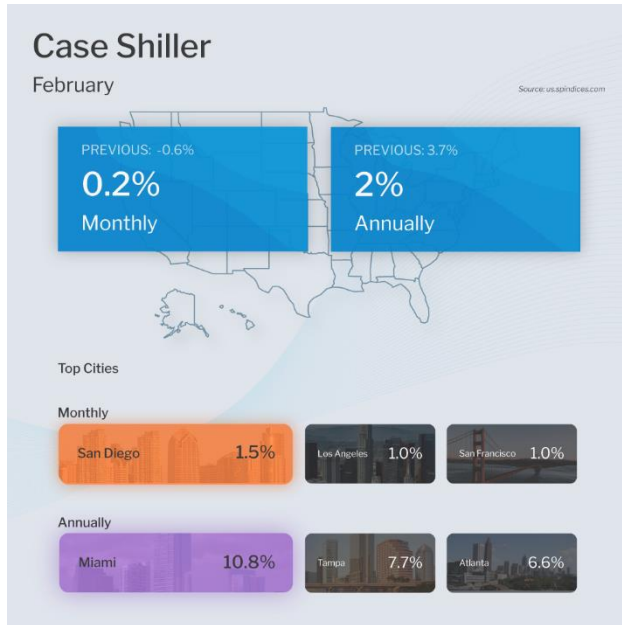 Case Shiller
February
Source: us.spindices.com
PREVIOUS: -0.6%
0.2%
Monthly
PREVIOUS: 3.7%
2%
Annually
Top Cities
Monthly
San Diego 1.5%
Los Angeles 1.0%
San Francisco 1.0%
Annually
Miami 10.8%
Tampa 7.7%
Atlanta 6.6%